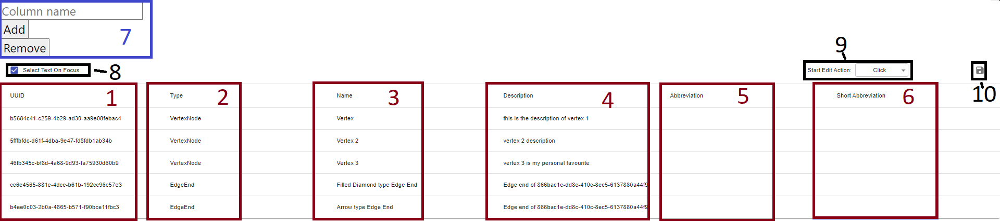 Column name
Add
7
Remove
9
Select Text On Focus
8
Start Edit Action: Click
10
UUID 1 Type 2 Name 3 Description 4 Abbreviation 5 Short Abbreviation 6
b5684c41-c259-4b29-ad30-aa9e08febac4 VertexNode Vertex this is the description of vertex 1
5fffbfdc-d61f-4dba-9e47-fd8fdb1ab34b VertexNode Vertex 2 vertex 2 description
46fb345c-bf8d-4a68-9d93-fa75930d60b9 VertexNode Vertex 3 vertex 3 is my personal favourite
cc6e4565-881e-4dce-b61b-192cc96c57e3 EdgeEnd Filled Diamond type Edge End Edge end of 866bac1e-dd8c-410c-8ec5-6137880a44f9
b4ee0c03-2b0a-4865-b571-f90bce11fbc3 EdgeEnd Arrow type Edge End Edge end of 866bac1e-dd8c-410c-8ec5-6137880a44f9